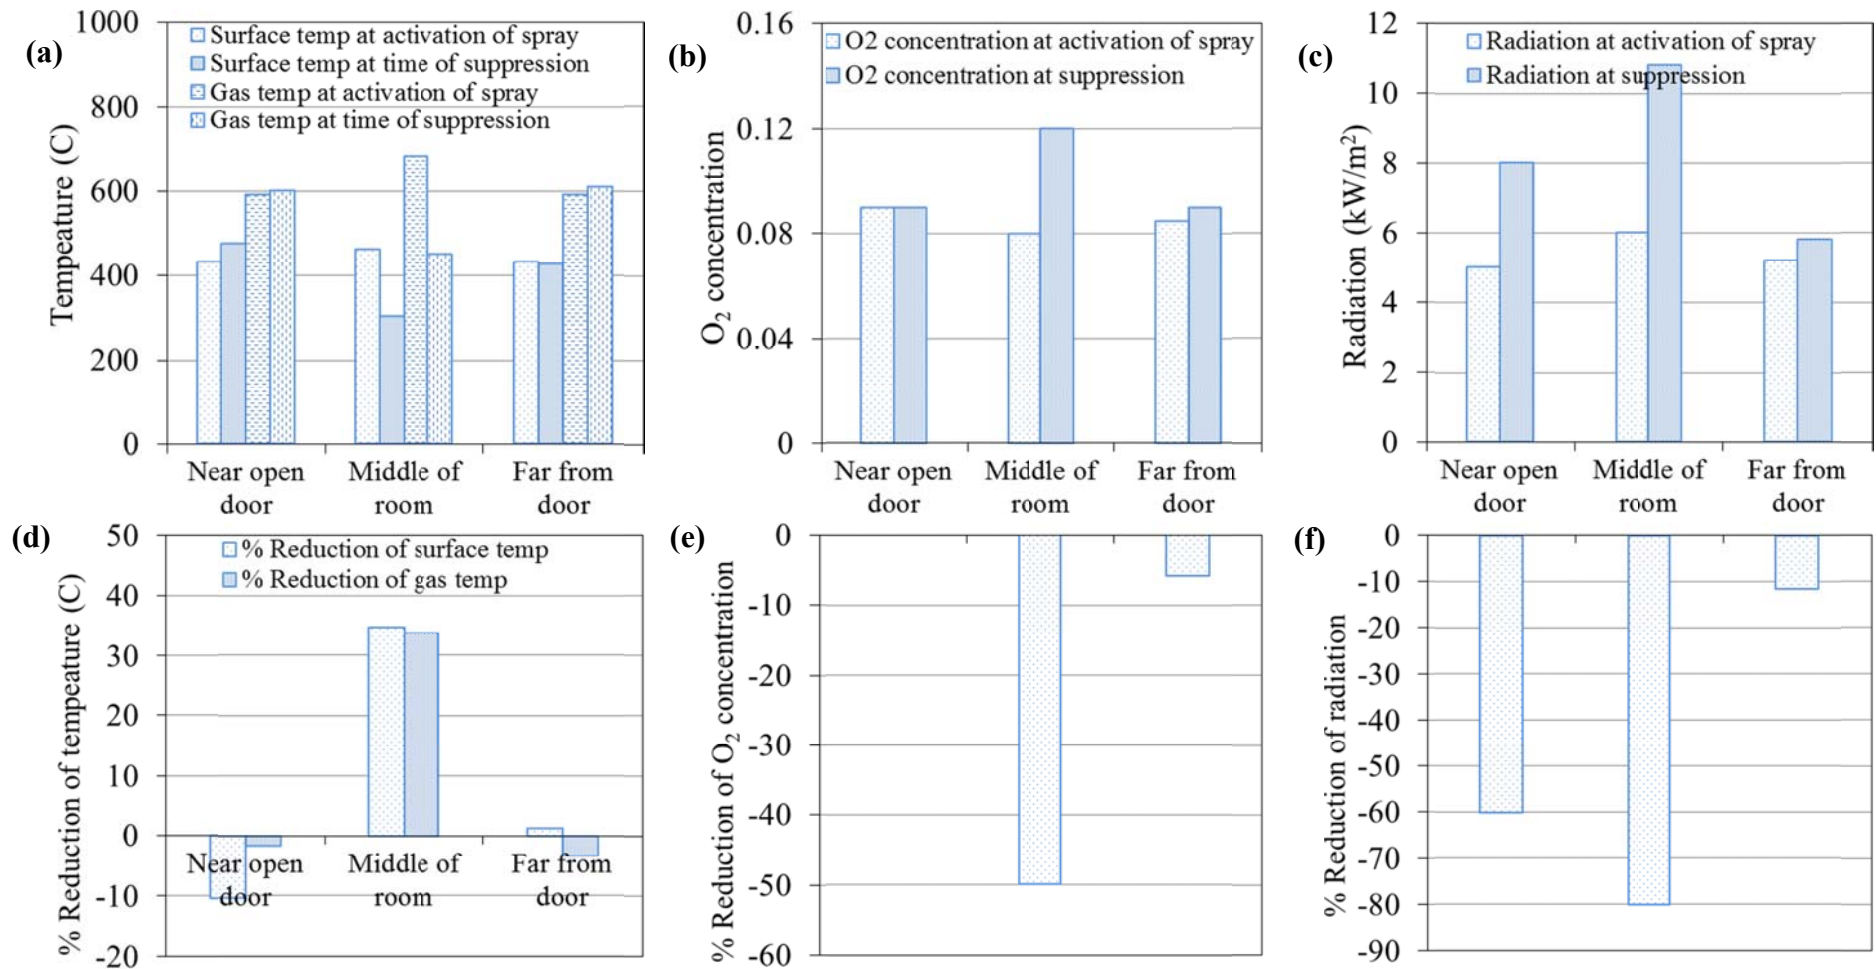 (a)
1000
800
600
400
200
0
Tempeature (C)
Surface temp at activation of spray
Surface temp at time of suppression
Gas temp at activation of spray
Gas temp at time of suppression
Near open
door
Middle of
room
Far from
door
(b)
0.16
0.12
0.08
0.04
0
O2 concentration
O2 concentration at activation of spray
O2 concentration at suppression
Near open
door
Middle of
room
Far from
door
(c)
12
10
8
6
4
2
0
Radiation (kW/m2)
Radiation at activation of spray
Radiation at suppression
Near open
door
Middle of
room
Far from
door
(d)
50
40
30
20
10
0
-10
-20
% Reduction of tempeature (C)
% Reduction of surface temp
% Reduction of gas temp
Near open
door
Middle of
room
Far from
door
(e)
0
-10
-20
-30
-40
-50
-60
% Reduction of O2 concentration
(f)
0
-10
-20
-30
-40
-50
-60
-70
-80
-90
% Reduction of radiation